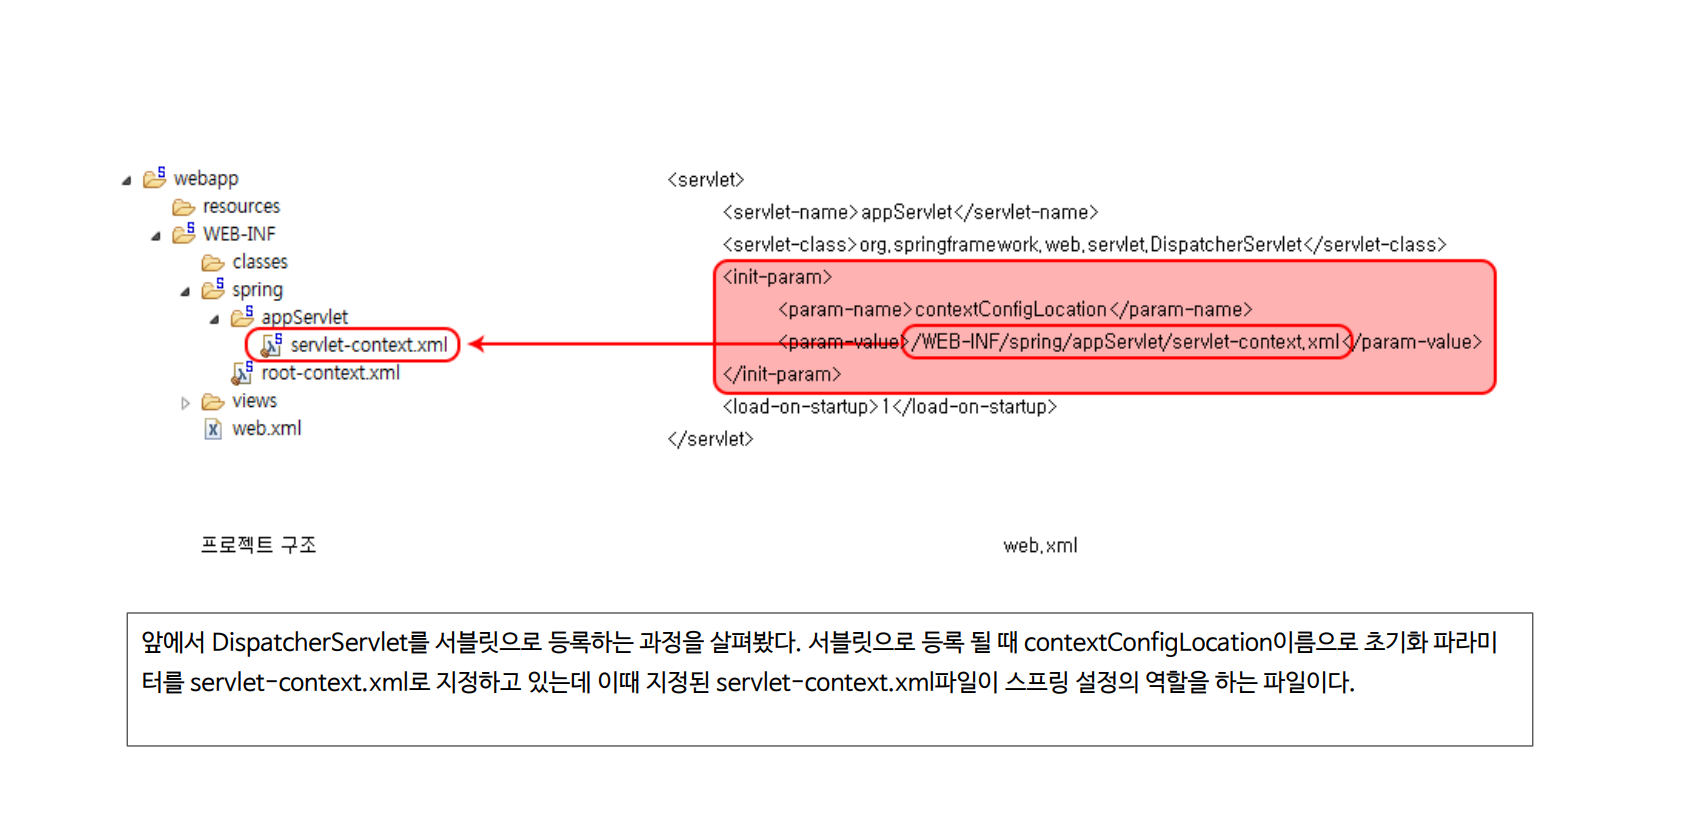 webapp
resources
WEB-INF
classes
spring
appServlet
servlet-context.xml
root-context.xml
views
web.xml
<servlet>
<servlet-name>appServlet</servlet-name>
<servlet-class>org.springframework.web.servlet.DispatcherServlet</servlet-class>
<init-param>
<param-name>contextConfigLocation</param-name>
<param-value>/WEB-INF/spring/appServlet/servlet-context.xml</param-value>
</init-param>
<load-on-startup>1</load-on-startup>
</servlet>
프로젝트 구조
web.xml
앞에서 DispatcherServlet를 서블릿으로 등록하는 과정을 살펴봤다. 서블릿으로 등록 될 때 contextConfigLocation이름으로 초기화 파라미
터를 servlet-context.xml로 지정하고 있는데 이때 지정된 servlet-context.xml파일이 스프링 설정의 역할을 하는 파일이다.